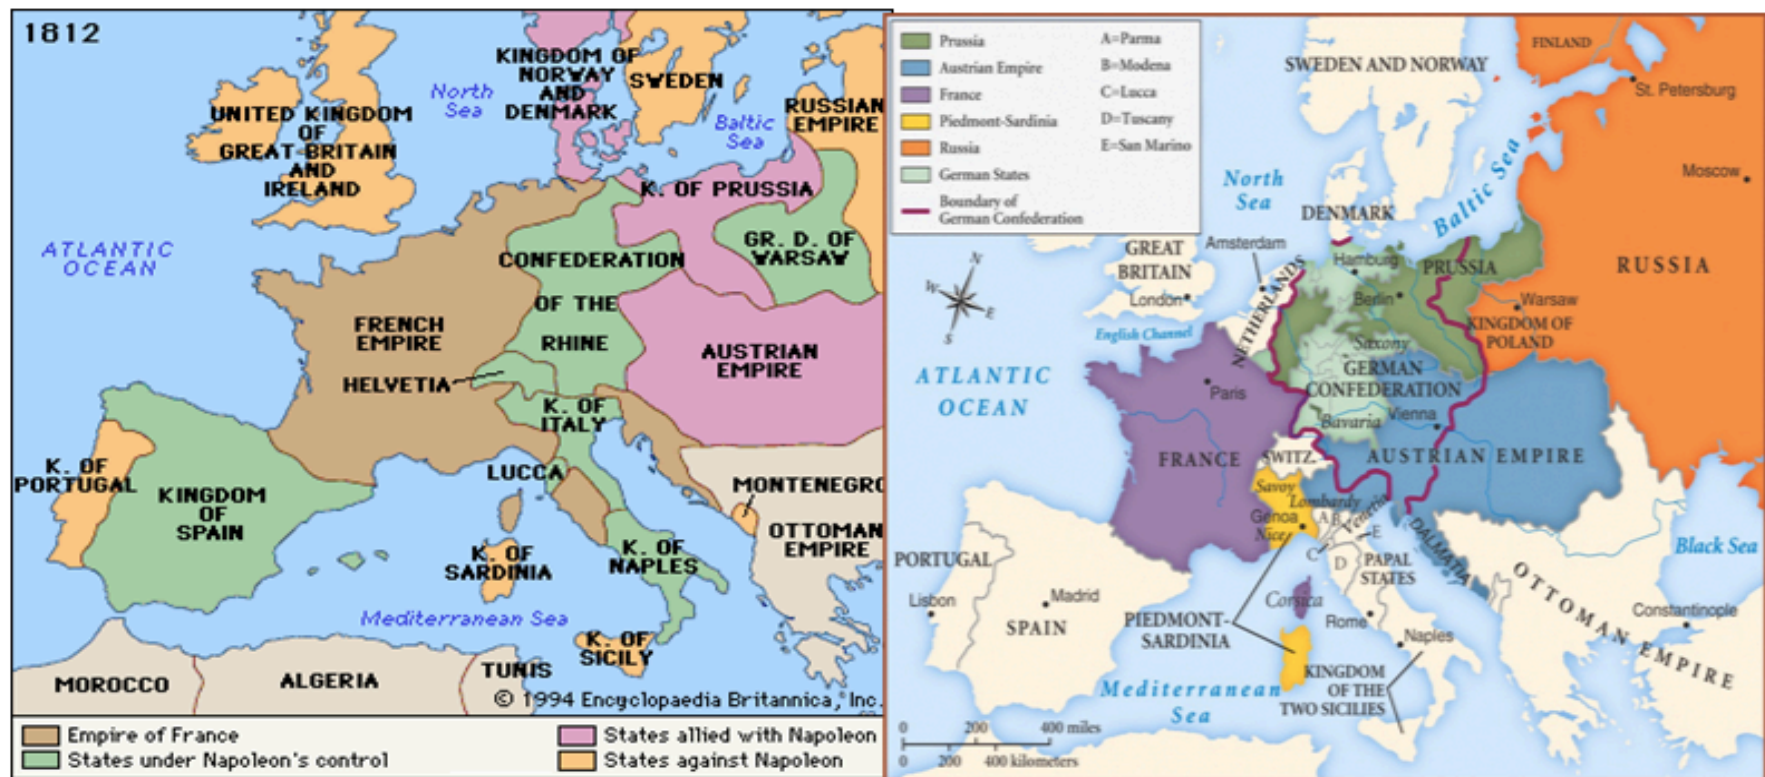 1812
UNITED KINGDOM
OF
GREAT BRITAIN
AND
IRELAND
North
Sea
KINGDOM OF
NORWAY
AND
DENMARK
SWEDEN
Baltic
Sea
RUSSIAN
EMPIRE
ATLANTIC
OCEAN
K. OF PRUSSIA
GR. D. OF
WARSAW
CONFEDERATION
OF THE
RHINE
FRENCH
EMPIRE
HELVETIA
AUSTRIAN
EMPIRE
K. OF
ITALY
LUCCA
K. OF
PORTUGAL
KINGDOM
OF
SPAIN
MONTENEGRO
OTTOMAN
EMPIRE
K. OF
SARDINIA
K. OF
NAPLES
Mediterranean Sea
K. OF
SICILY
MOROCCO
ALGERIA
TUNIS
© 1994 Encyclopaedia Britannica, Inc.
Empire of France
States under Napoleon's control
States allied with Napoleon
States against Napoleon
Prussia
Austrian Empire
France
Piedmont-Sardinia
Russia
German States
Boundary of
German Confederation
A=Parma
B=Modena
C=Lucca
D=Tuscany
E=San Marino
SWEDEN AND NORWAY
FINLAND
St. Petersburg
Moscow
North
Sea
DENMARK
Baltic Sea
RUSSIA
N
W
E
S
GREAT
BRITAIN
London
Amsterdam
NETHERLANDS
Hamburg
PRUSSIA
Berlin
Warsaw
KINGDOM OF
POLAND
English Channel
Saxony
GERMAN
CONFEDERATION
ATLANTIC
OCEAN
Paris
Bavaria
Vienna
FRANCE
SWITZ.
AUSTRIAN EMPIRE
Savoy
Lombardy
Venetia
Genoa
Nice
A
B
C
D
E
DALMATIA
PAPAL
STATES
Black Sea
PORTUGAL
Lisbon
Madrid
SPAIN
PIEDMONT-
SARDINIA
Corsica
Rome
Naples
OTTOMAN EMPIRE
Constantinople
KINGDOM
OF THE
TWO SICILIES
Mediterranean
Sea
0 200 400 miles
0 200 400 kilometers